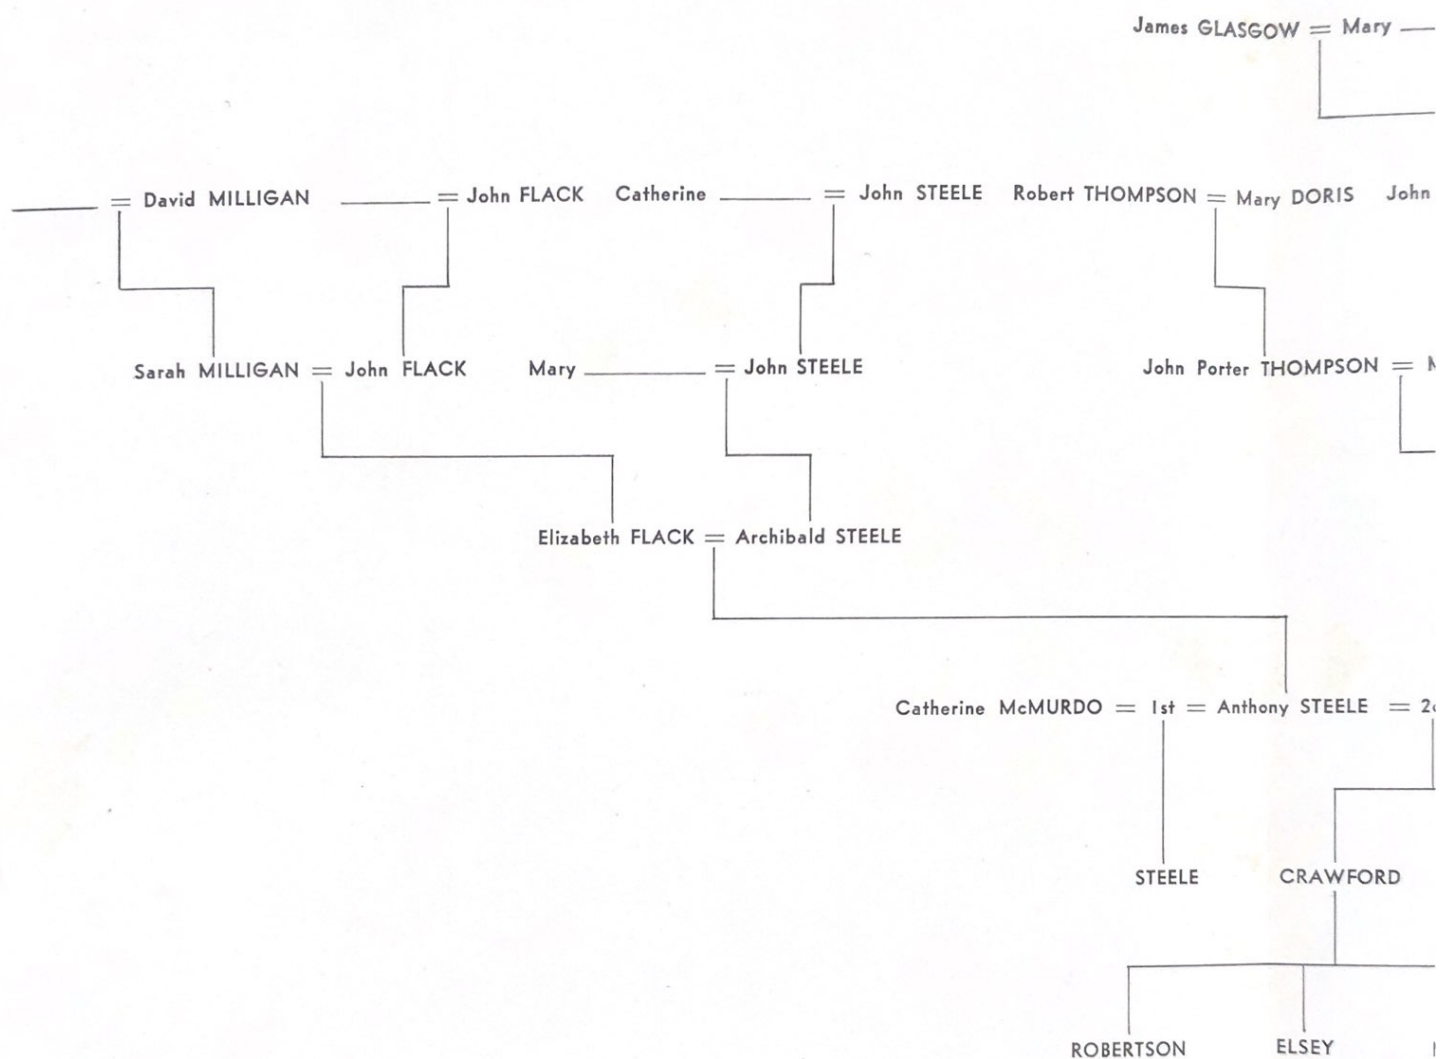 James GLASGOW = Mary
= David MILLIGAN = John FLACK Catherine = John STEELE Robert THOMPSON = Mary DORIS John
Sarah MILLIGAN = John FLACK Mary = John STEELE John Porter THOMPSON =
Elizabeth FLACK = Archibald STEELE
Catherine McMURDO = 1st = Anthony STEELE =
STEELE CRAWFORD
ROBERTSON ELSEY